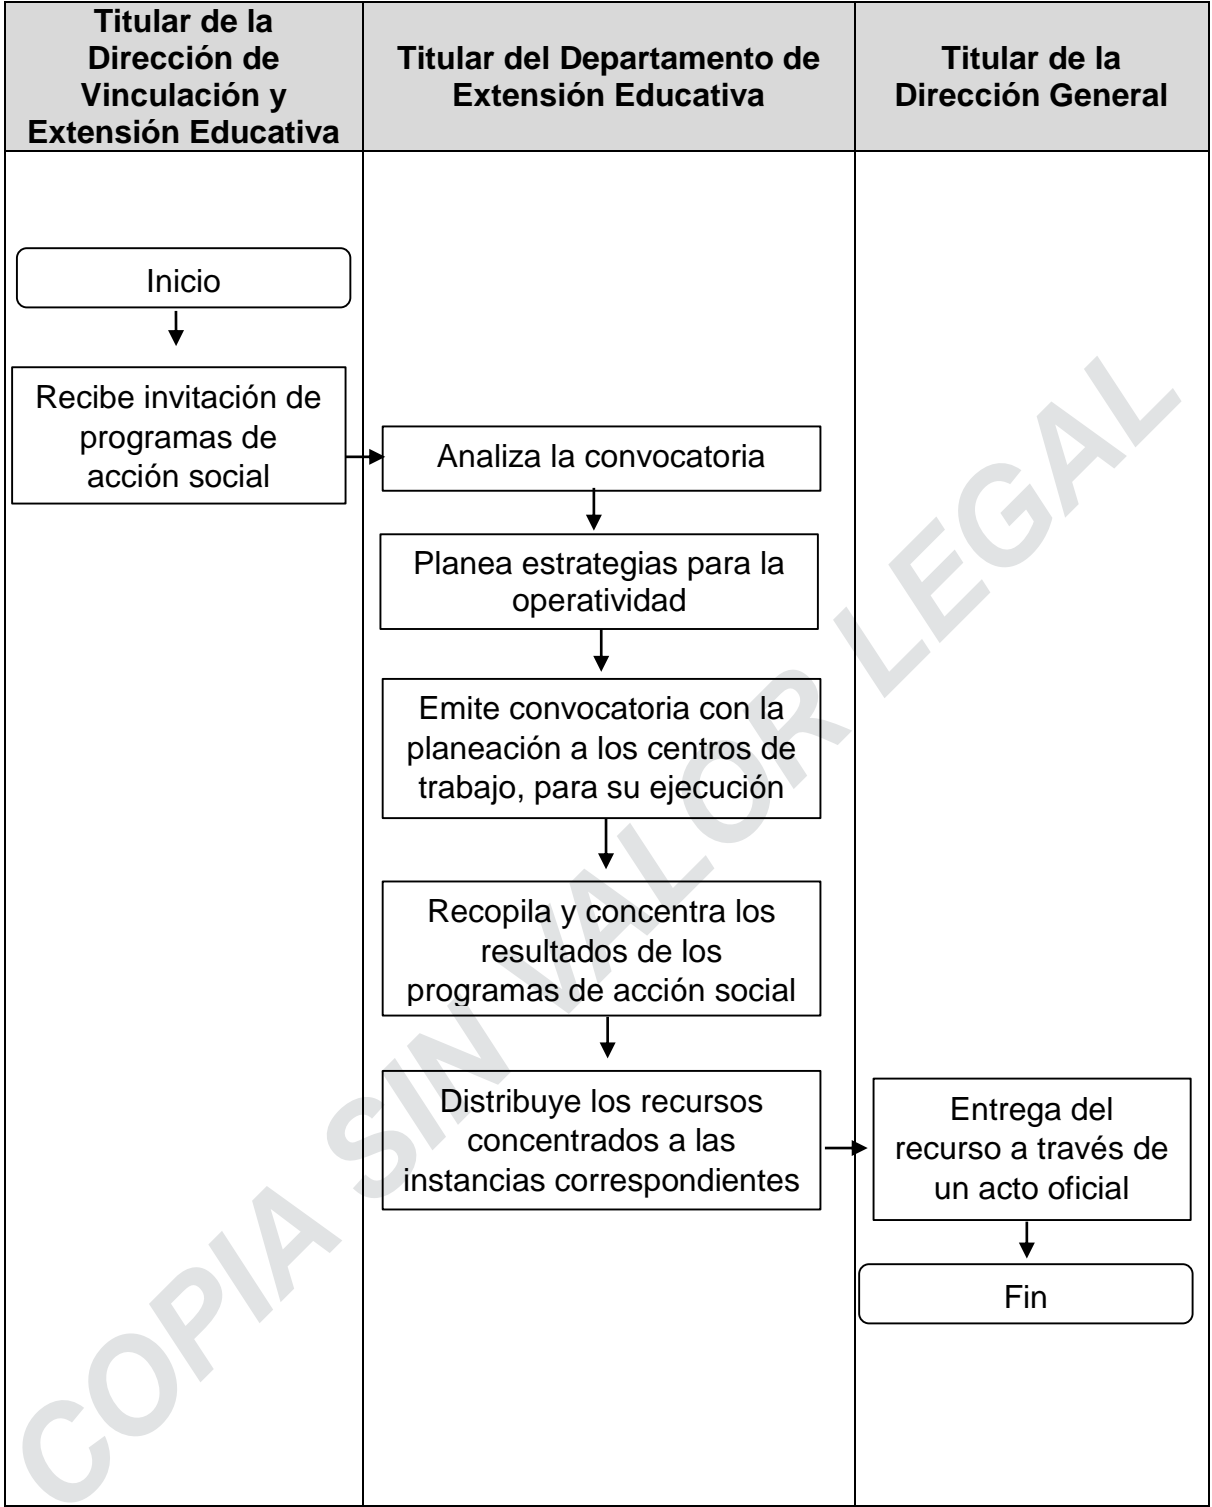 Titular de la
Dirección de
Vinculación y
Extensión Educativa
Titular del Departamento de
Extensión Educativa
Titular de la
Dirección General
Inicio
Recibe invitación de
programas de
acción social
Analiza la convocatoria
Planea estrategias para la
operatividad
Emite convocatoria con la
planeación a los centros de
trabajo, para su ejecución
Recopila y concentra los
resultados de los
programas de acción social
Distribuye los recursos
concentrados a las
instancias correspondientes
Entrega del
recurso a través de
un acto oficial
Fin
COPIA SIN VALOR LEGAL